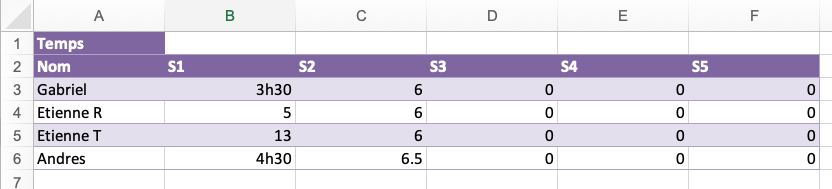 A B C D E F
1 Temps
2 Nom S1 S2 S3 S4 S5
3 Gabriel 3h30 6 0 0 0
4 Etienne R 5 6 0 0 0
5 Etienne T 13 6 0 0 0
6 Andres 4h30 6.5 0 0 0
7